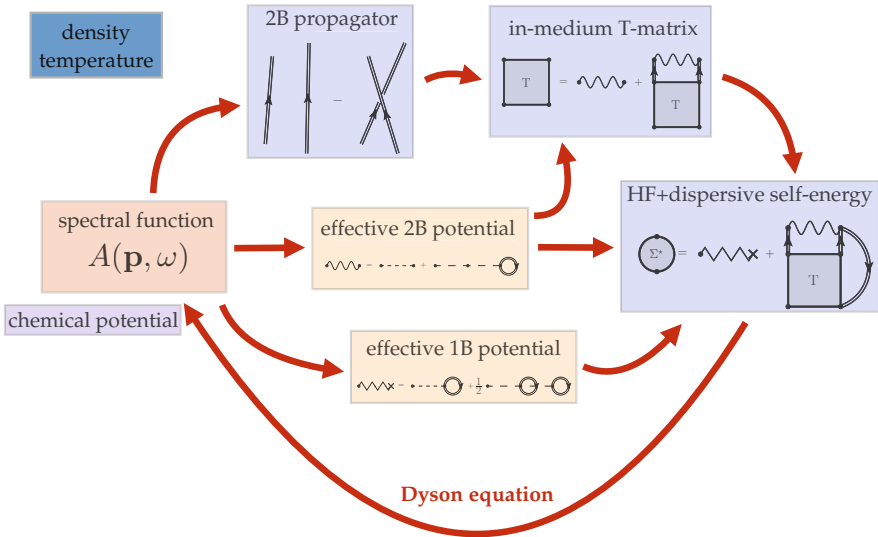 density
temperature
2B propagator
−
in-medium T-matrix
T = + T
spectral function
A(p, ω)
chemical potential
effective 2B potential
− +
effective 1B potential
− + 1/2
HF+dispersive self-energy
Σ* = + T
Dyson equation